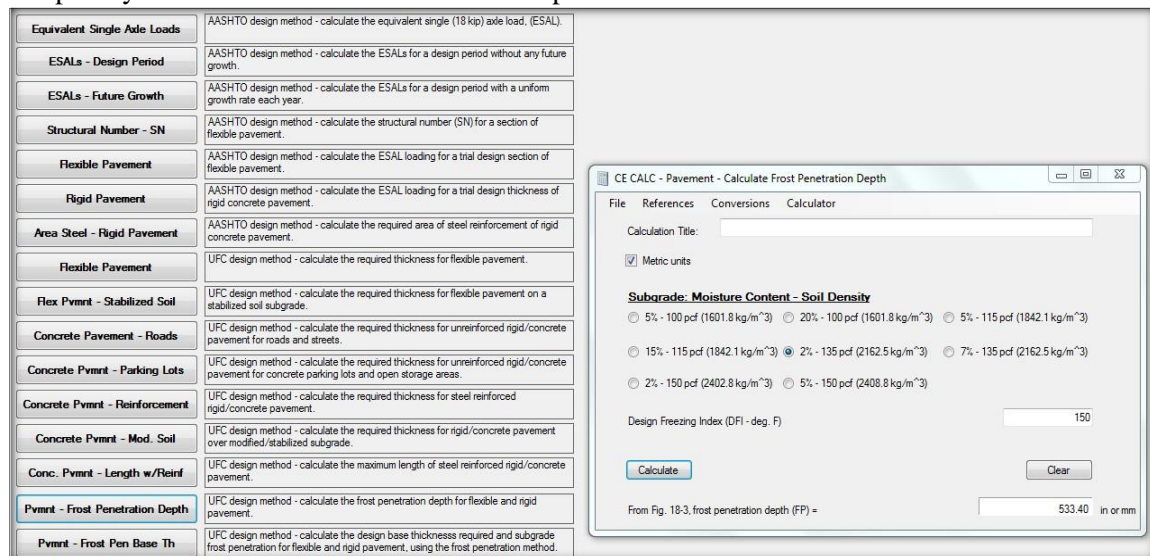 Equivalent Single Axle Loads
AASHTO design method - calculate the equivalent single (18 kip) axle load, (ESAL).
ESALs - Design Period
AASHTO design method - calculate the ESALs for a design period without any future
growth.
ESALs - Future Growth
AASHTO design method - calculate the ESALs for a design period with a uniform
growth rate each year.
Structural Number - SN
AASHTO design method - calculate the structural number (SN) for a section of
flexible pavement.
Flexible Pavement
AASHTO design method - calculate the ESAL loading for a trial design section of
flexible pavement.
Rigid Pavement
AASHTO design method - calculate the ESAL loading for a trial design thickness of
rigid concrete pavement.
Area Steel - Rigid Pavement
AASHTO design method - calculate the required area of steel reinforcement of rigid
concrete pavement.
Flexible Pavement
UFC design method - calculate the required thickness for flexible pavement.
Flex Pvmnt - Stabilized Soil
UFC design method - calculate the required thickness for flexible pavement on a
stabilized soil subgrade.
Concrete Pavement - Roads
UFC design method - calculate the required thickness for unreinforced rigid/concrete
pavement for roads and streets.
Concrete Pvmnt - Parking Lots
UFC design method - calculate the required thickness for unreinforced rigid/concrete
pavement for concrete parking lots and open storage areas.
Concrete Pvmnt - Reinforcement
UFC design method - calculate the required thickness for steel reinforced
rigid/concrete pavement.
Concrete Pvmnt - Mod. Soil
UFC design method - calculate the required thickness for rigid/concrete pavement
over modified/stabilized subgrade.
Conc. Pvmnt - Length w/Reinf
UFC design method - calculate the maximum length of steel reinforced rigid/concrete
pavement.
Pvmnt - Frost Penetration Depth
UFC design method - calculate the frost penetration depth for flexible and rigid
pavement.
Pvmnt - Frost Pen Base Th
UFC design method - calculate the design base thicknesss required and subgrade
frost penetration for flexible and rigid pavement, using the frost penetration method.
CE CALC - Pavement - Calculate Frost Penetration Depth
File References Conversions Calculator
Calculation Title:
Metric units
Subgrade: Moisture Content - Soil Density
5% - 100 pcf (1601.8 kg/m^3) 20% - 100 pcf (1601.8 kg/m^3) 5% - 115 pcf (1842.1 kg/m^3)
15% - 115 pcf (1842.1 kg/m^3) 2% - 135 pcf (2162.5 kg/m^3) 7% - 135 pcf (2162.5 kg/m^3)
2% - 150 pcf (2402.8 kg/m^3) 5% - 150 pcf (2408.8 kg/m^3)
Design Freezing Index (DFI - deg. F) 150
Calculate Clear
From Fig. 18-3, frost penetration depth (FP) = 533.40 in or mm